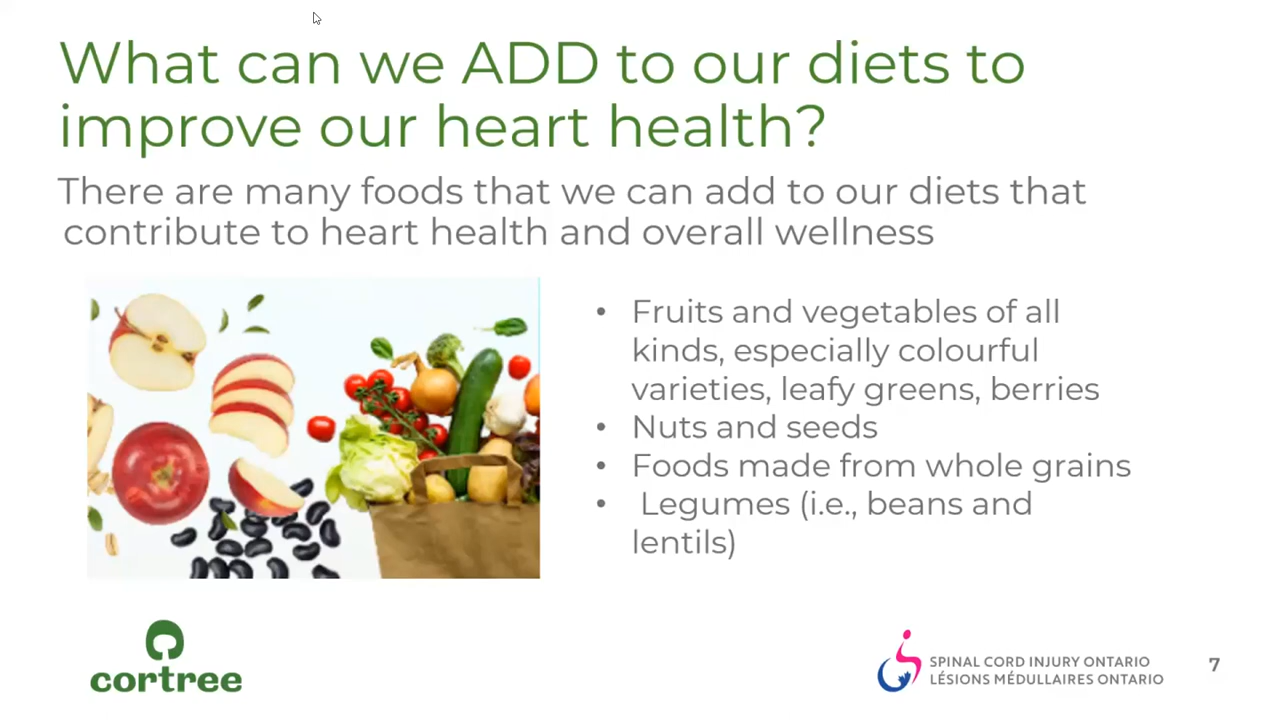 What can we ADD to our diets to
improve our heart health?
There are many foods that we can add to our diets that
contribute to heart health and overall wellness
• Fruits and vegetables of all
kinds, especially colourful
varieties, leafy greens, berries
• Nuts and seeds
• Foods made from whole grains
• Legumes (i.e., beans and
lentils)
cortree
SPINAL CORD INJURY ONTARIO
LÉSIONS MÉDULLAIRES ONTARIO
7